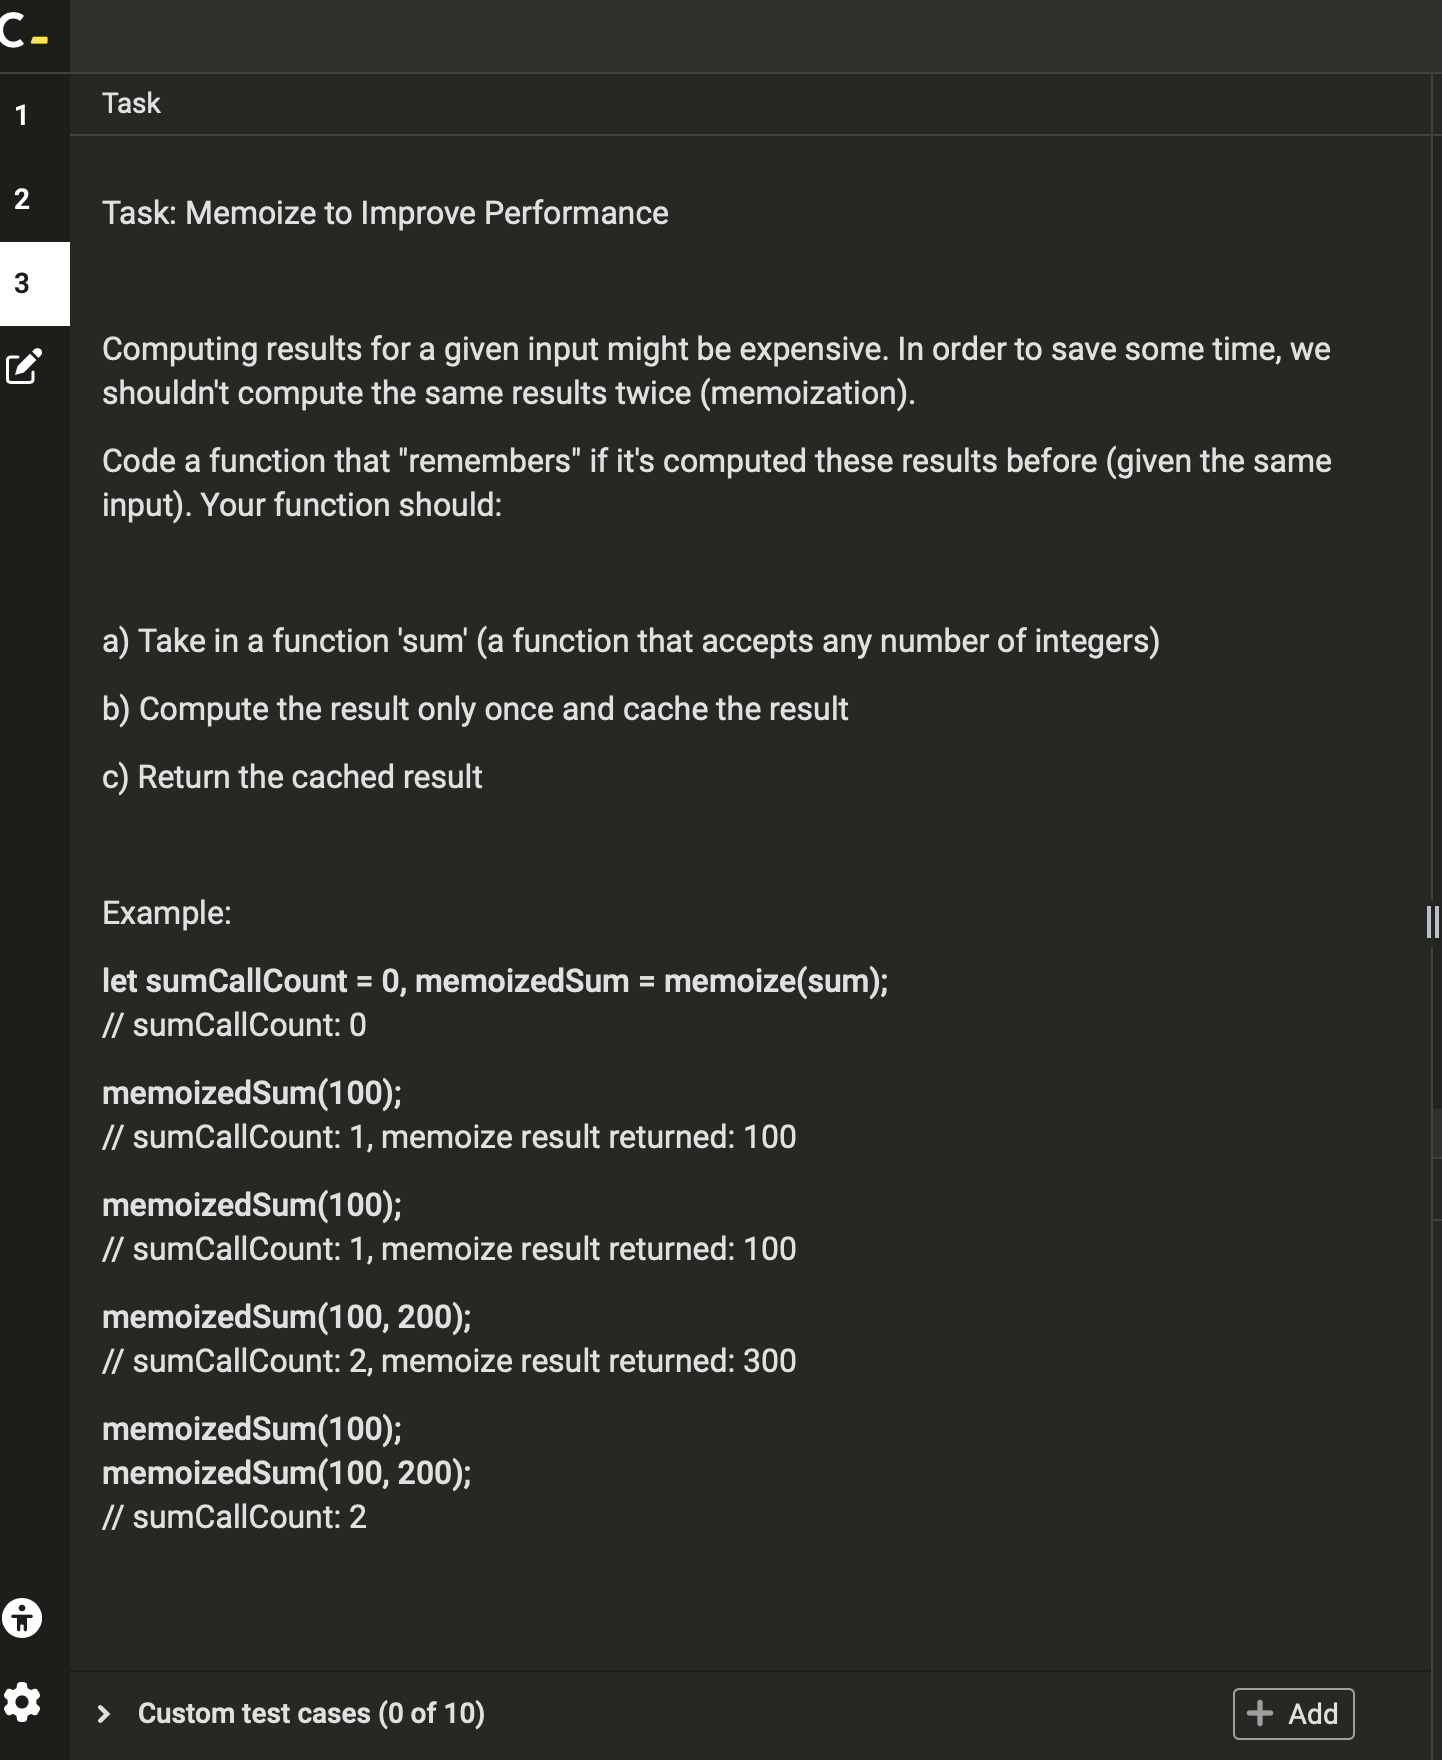 C_
1
Task
2
Task: Memoize to Improve Performance
3
Computing results for a given input might be expensive. In order to save some time, we
shouldn't compute the same results twice (memoization).
Code a function that "remembers" if it's computed these results before (given the same
input). Your function should:
a) Take in a function 'sum' (a function that accepts any number of integers)
b) Compute the result only once and cache the result
c) Return the cached result
Example:
let sumCallCount = 0, memoizedSum = memoize(sum);
// sumCallCount: 0
memoizedSum(100);
// sumCallCount: 1, memoize result returned: 100
memoizedSum(100);
// sumCallCount: 1, memoize result returned: 100
memoizedSum(100, 200);
// sumCallCount: 2, memoize result returned: 300
memoizedSum(100);
memoizedSum(100, 200);
// sumCallCount: 2
Custom test cases (0 of 10)
+ Add